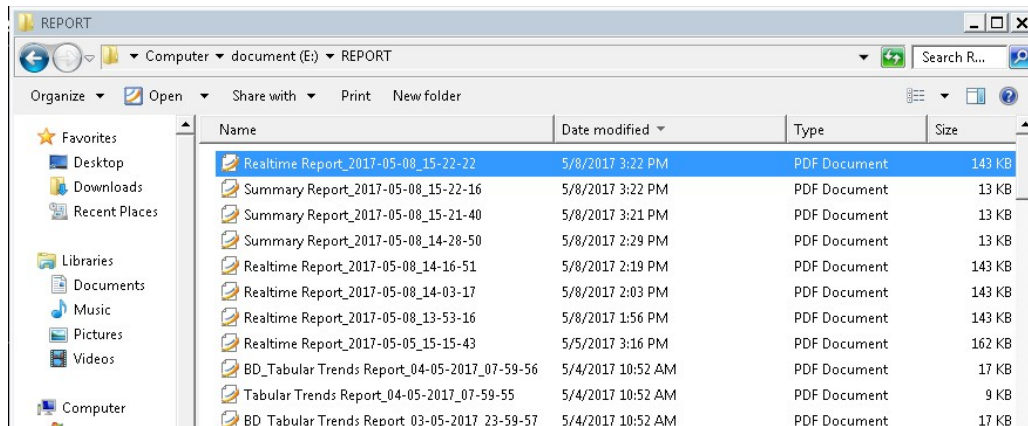 REPORT
Computer document (E:) REPORT Search R...
Organize Open Share with Print New folder
Favorites
Desktop
Downloads
Recent Places
Libraries
Documents
Music
Pictures
Videos
Computer
Name Date modified Type Size
Realtime Report_2017-05-08_15-22-22 5/8/2017 3:22 PM PDF Document 143 KB
Summary Report_2017-05-08_15-22-16 5/8/2017 3:22 PM PDF Document 13 KB
Summary Report_2017-05-08_15-21-40 5/8/2017 3:21 PM PDF Document 13 KB
Summary Report_2017-05-08_14-28-50 5/8/2017 2:29 PM PDF Document 13 KB
Realtime Report_2017-05-08_14-16-51 5/8/2017 2:19 PM PDF Document 143 KB
Realtime Report_2017-05-08_14-03-17 5/8/2017 2:03 PM PDF Document 143 KB
Realtime Report_2017-05-08_13-53-16 5/8/2017 1:56 PM PDF Document 143 KB
Realtime Report_2017-05-05_15-15-43 5/5/2017 3:16 PM PDF Document 162 KB
BD_Tabular Trends Report_04-05-2017_07-59-56 5/4/2017 10:52 AM PDF Document 17 KB
Tabular Trends Report_04-05-2017_07-59-55 5/4/2017 10:52 AM PDF Document 9 KB
BD_Tabular Trends Report_03-05-2017_23-59-57 5/4/2017 10:52 AM PDF Document 17 KB